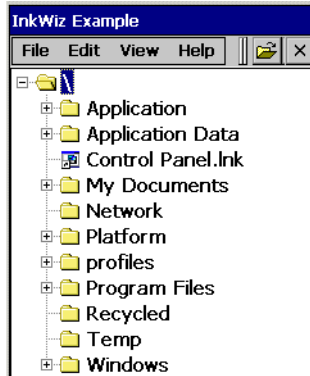 InkWiz Example
File Edit View Help
\
Application
Application Data
Control Panel.lnk
My Documents
Network
Platform
profiles
Program Files
Recycled
Temp
Windows